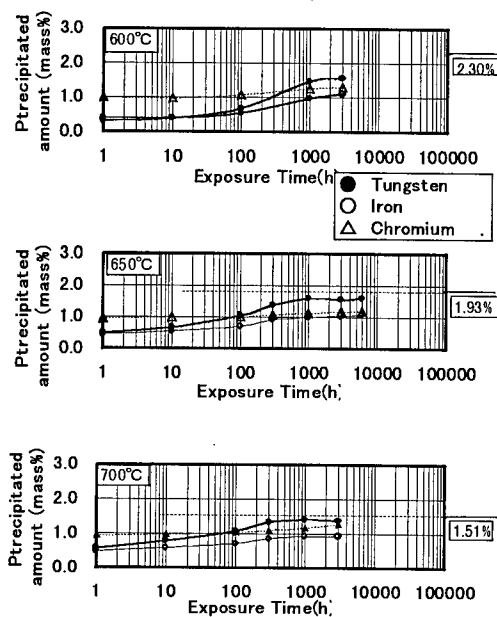 600℃
Ptrecipitated
amount (mass%)
3.0
2.0
1.0
0.0
2.30%
1 10 100 1000 10000 100000
Exposure Time(h)
Tungsten
Iron
Chromium
650℃
Ptrecipitated
amount (mass%)
3.0
2.0
1.0
0.0
1.93%
1 10 100 1000 10000 100000
Exposure Time(h)
700℃
Ptrecipitated
amount (mass%)
3.0
2.0
1.0
0.0
1.51%
1 10 100 1000 10000 100000
Exposure Time(h)